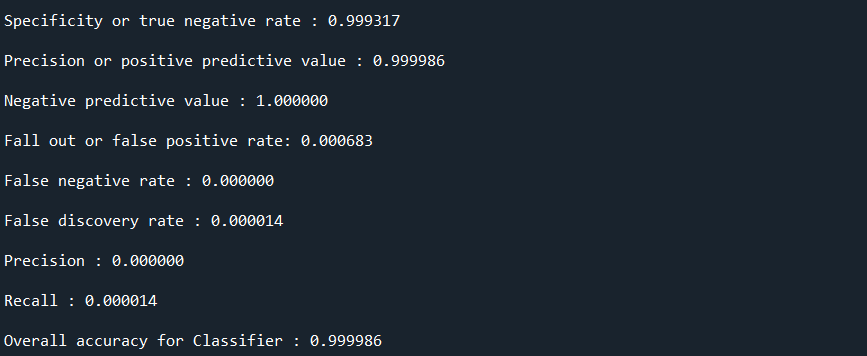 Specificity or true negative rate : 0.999317
Precision or positive predictive value : 0.999986
Negative predictive value : 1.000000
Fall out or false positive rate: 0.000683
False negative rate : 0.000000
False discovery rate : 0.000014
Precision : 0.000000
Recall : 0.000014
Overall accuracy for Classifier : 0.999986